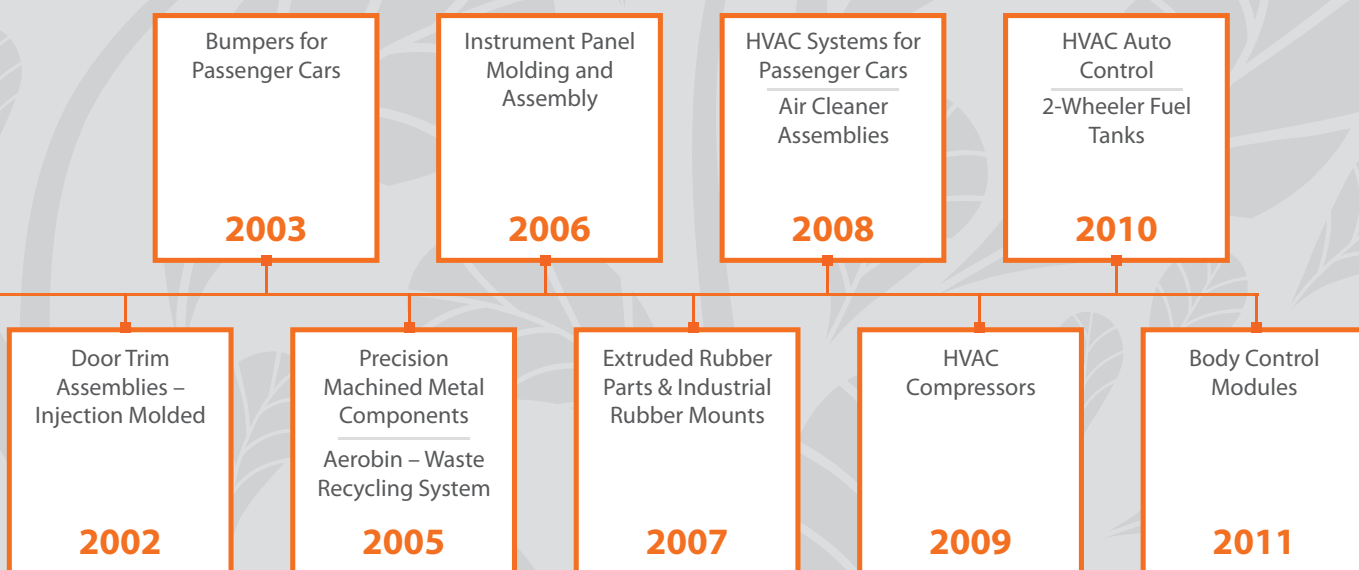 Bumpers for
Passenger Cars
2003
Instrument Panel
Molding and
Assembly
2006
HVAC Systems for
Passenger Cars
Air Cleaner
Assemblies
2008
HVAC Auto
Control
2-Wheeler Fuel
Tanks
2010
Door Trim
Assemblies –
Injection Molded
2002
Precision
Machined Metal
Components
Aerobin – Waste
Recycling System
2005
Extruded Rubber
Parts & Industrial
Rubber Mounts
2007
HVAC
Compressors
2009
Body Control
Modules
2011